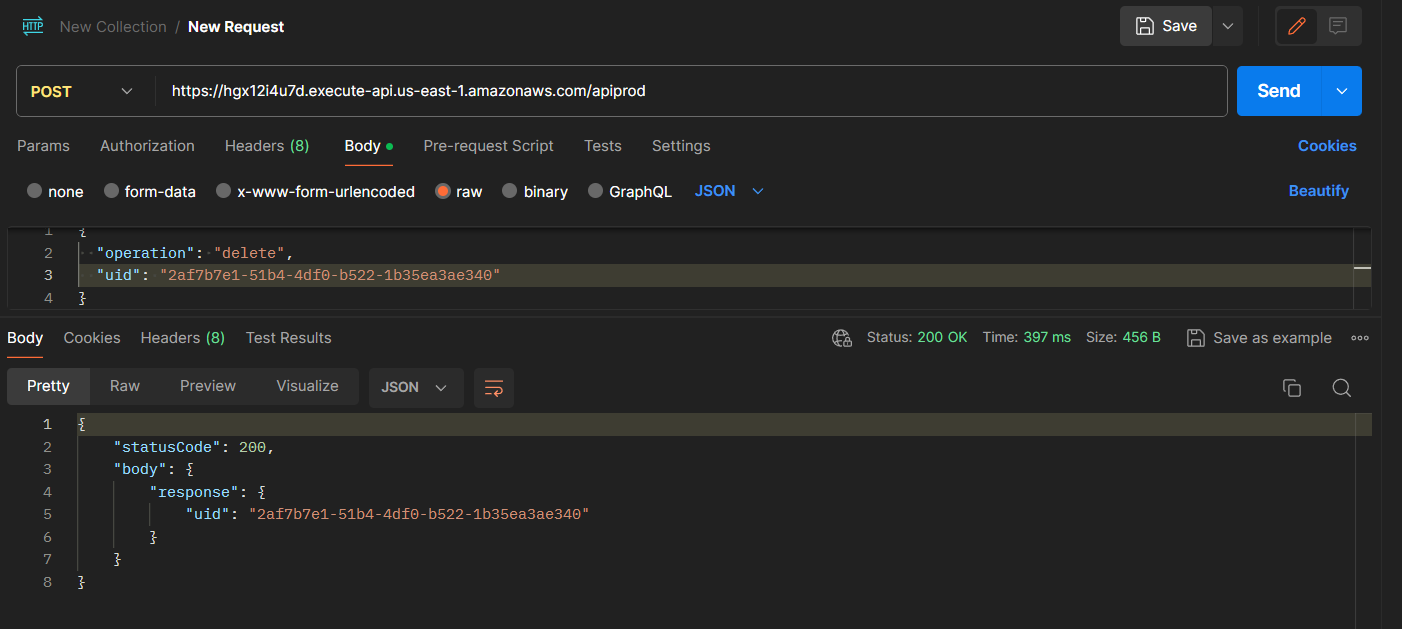 HTTP New Collection / New Request Save
POST https://hgx12i4u7d.execute-api.us-east-1.amazonaws.com/apiprod Send
Params Authorization Headers (8) Body Pre-request Script Tests Settings Cookies
none form-data x-www-form-urlencoded raw binary GraphQL JSON Beautify
1 {
2 "operation": "delete",
3 "uid": "2af7b7e1-51b4-4df0-b522-1b35ea3ae340"
4 }
Body Cookies Headers (8) Test Results Status: 200 OK Time: 397 ms Size: 456 B Save as example
Pretty Raw Preview Visualize JSON
1 {
2 "statusCode": 200,
3 "body": {
4 "response": {
5 "uid": "2af7b7e1-51b4-4df0-b522-1b35ea3ae340"
6 }
7 }
8 }